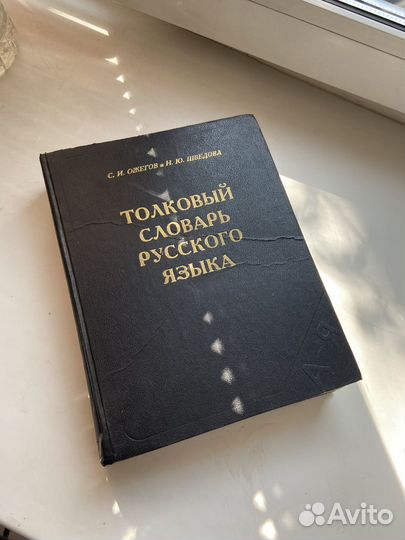 С. И. ОЖЕГОВ и Н. Ю. ШВЕДОВА
ТОЛКОВЫЙ
СЛОВАРЬ
РУССКОГО
ЯЗЫКА
А-Я
Avito